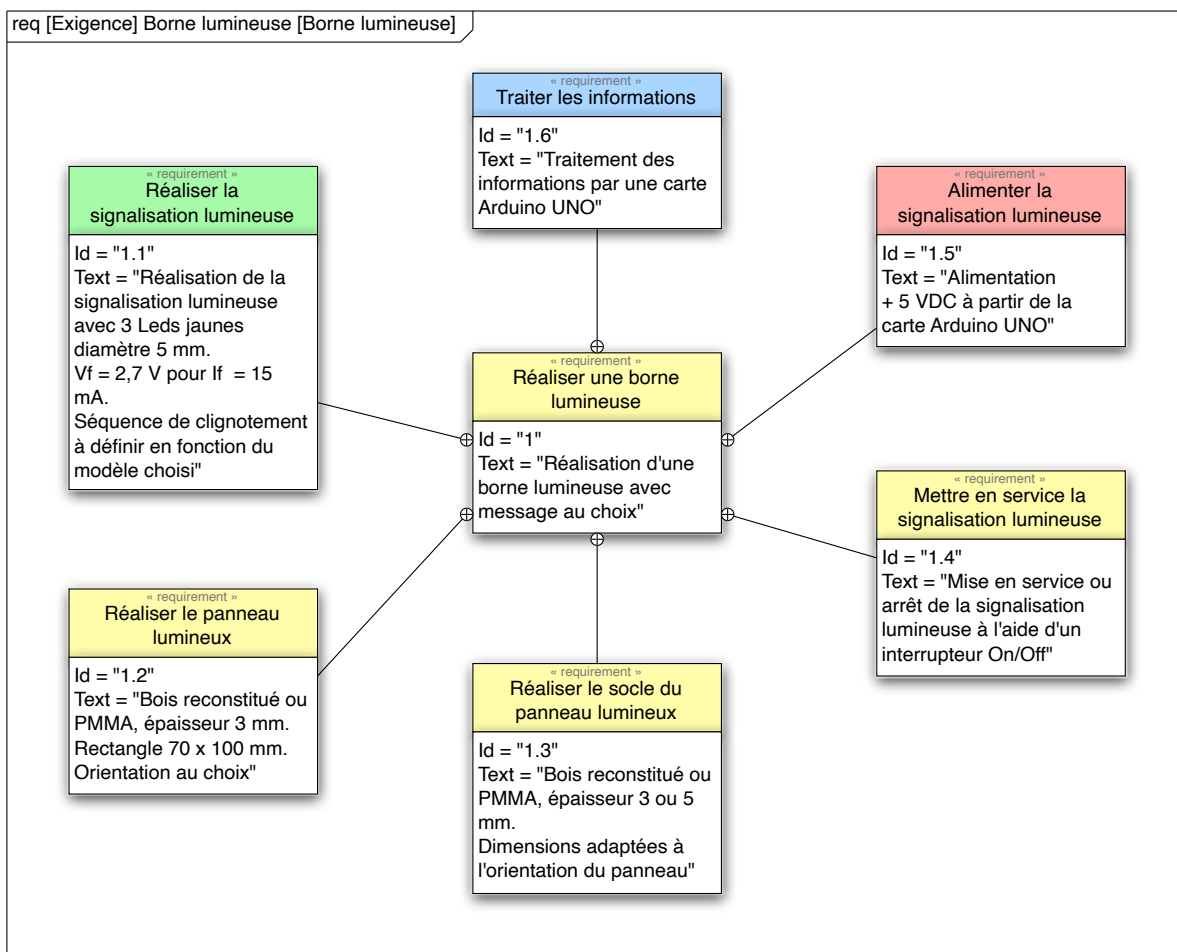 req [Exigence] Borne lumineuse [Borne lumineuse]
« requirement »
Traiter les informations
Id = "1.6"
Text = "Traitement des
informations par une carte
Arduino UNO"
« requirement »
Réaliser la
signalisation lumineuse
Id = "1.1"
Text = "Réalisation de la
signalisation lumineuse
avec 3 Leds jaunes
diamètre 5 mm.
Vf = 2,7 V pour If  = 15
mA.
Séquence de clignotement
à définir en fonction du
modèle choisi"
« requirement »
Alimenter la
signalisation lumineuse
Id = "1.5"
Text = "Alimentation
+ 5 VDC à partir de la
carte Arduino UNO"
« requirement »
Réaliser une borne
lumineuse
Id = "1"
Text = "Réalisation d'une
borne lumineuse avec
message au choix"
« requirement »
Mettre en service la
signalisation lumineuse
Id = "1.4"
Text = "Mise en service ou
arrêt de la signalisation
lumineuse à l'aide d'un
interrupteur On/Off"
« requirement »
Réaliser le panneau
lumineux
Id = "1.2"
Text = "Bois reconstitué ou
PMMA, épaisseur 3 mm.
Rectangle 70 x 100 mm.
Orientation au choix"
« requirement »
Réaliser le socle du
panneau lumineux
Id = "1.3"
Text = "Bois reconstitué ou
PMMA, épaisseur 3 ou 5
mm.
Dimensions adaptées à
l'orientation du panneau"